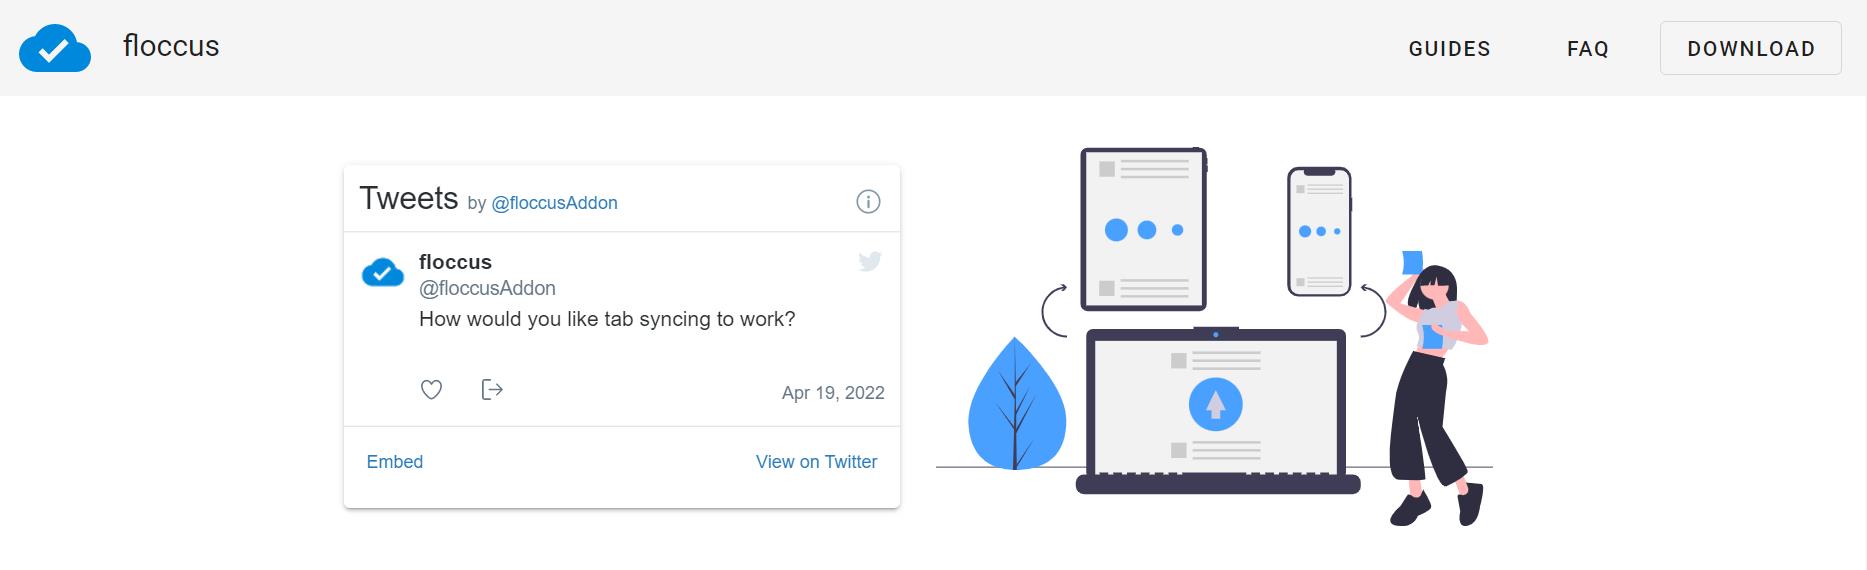 floccus
GUIDES
FAQ
DOWNLOAD
Tweets by @floccusAddon
floccus
@floccusAddon
How would you like tab syncing to work?
Apr 19, 2022
Embed
View on Twitter